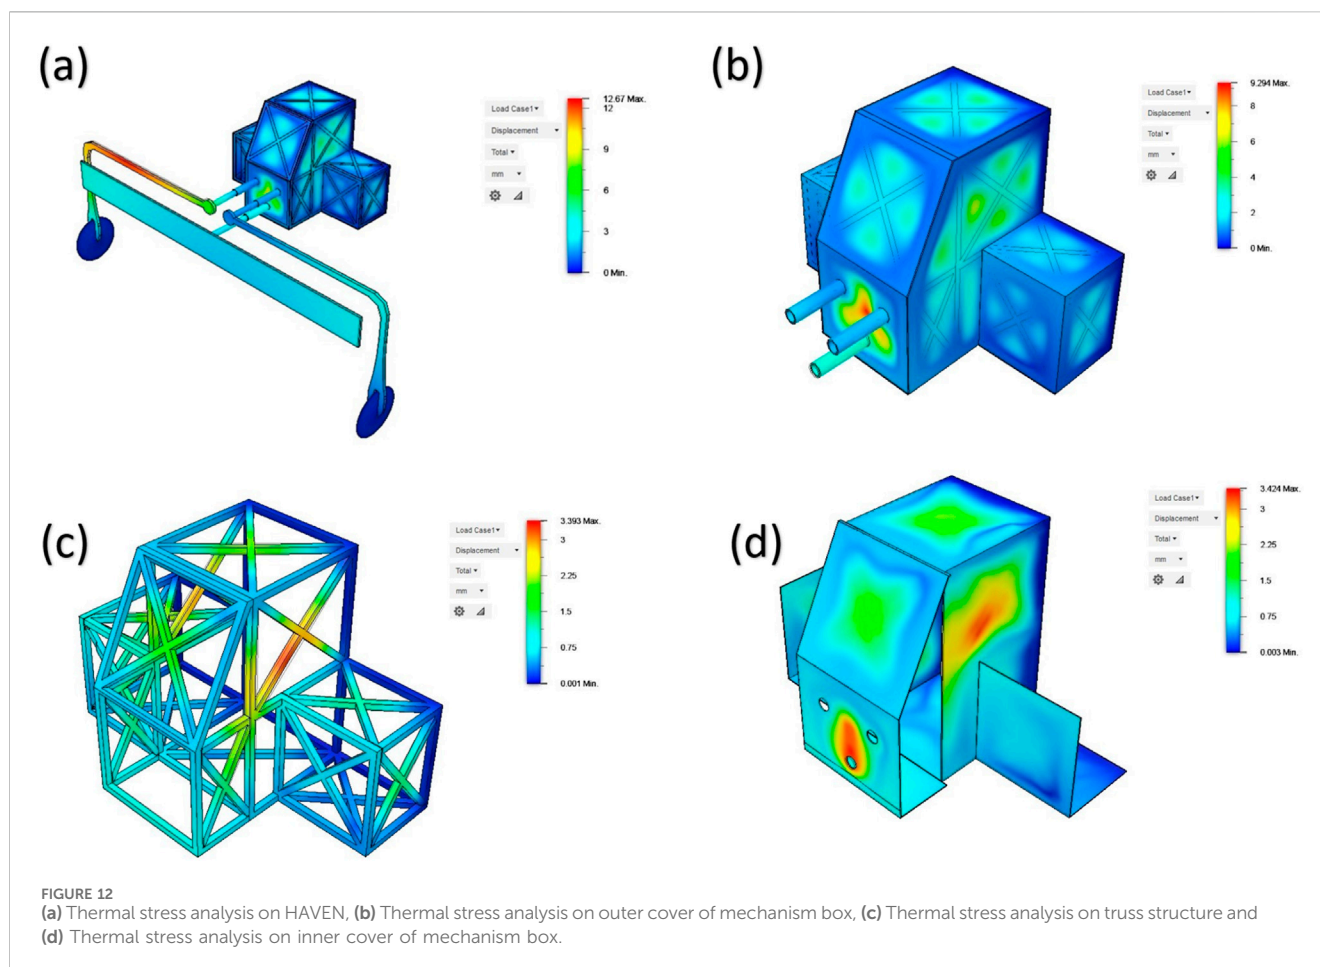 (a)
Load Case1
Displacement
Total
mm
12.67 Max.
12
9
6
3
0 Min.
(b)
Load Case1
Displacement
Total
mm
9.294 Max.
8
6
4
2
0 Min.
(c)
Load Case1
Displacement
Total
mm
3.393 Max.
3
2.25
1.5
0.75
0.001 Min.
(d)
Load Case1
Displacement
Total
mm
3.424 Max.
3
2.25
1.5
0.75
0.003 Min.
FIGURE 12
(a) Thermal stress analysis on HAVEN, (b) Thermal stress analysis on outer cover of mechanism box, (c) Thermal stress analysis on truss structure and
(d) Thermal stress analysis on inner cover of mechanism box.